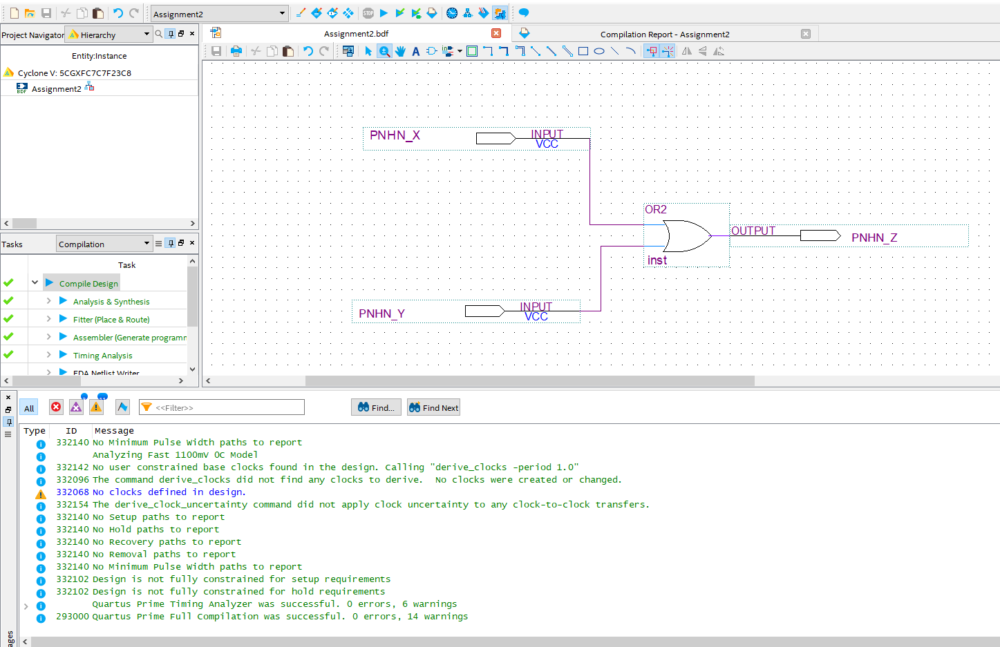 Assignment2
Project Navigator
Hierarchy
Assignment2.bdf
Compilation Report - Assignment2
Entity:Instance
Cyclone V: 5CGXFC7C7F23C8
BDF
Assignment2
PNHN_X
INPUT
VCC
OR2
OUTPUT
PNHN_Z
inst
INPUT
PNHN_Y
VCC
Tasks
Compilation
Task
Compile Design
Analysis & Synthesis
Fitter (Place & Route)
Assembler (Generate programm
Timing Analysis
EDA Netlist Writer
All
<<Filter>>
Find...
Find Next
Type ID Message
332140 No Minimum Pulse Width paths to report
Analyzing Fast 1100mV 0C Model
332142 No user constrained base clocks found in the design. Calling "derive_clocks -period 1.0"
332096 The command derive_clocks did not find any clocks to derive.  No clocks were created or changed.
332068 No clocks defined in design.
332154 The derive_clock_uncertainty command did not apply clock uncertainty to any clock-to-clock transfers.
332140 No Setup paths to report
332140 No Hold paths to report
332140 No Recovery paths to report
332140 No Removal paths to report
332140 No Minimum Pulse Width paths to report
332102 Design is not fully constrained for setup requirements
332102 Design is not fully constrained for hold requirements
Quartus Prime Timing Analyzer was successful. 0 errors, 6 warnings
293000 Quartus Prime Full Compilation was successful. 0 errors, 14 warnings
ages
STOP